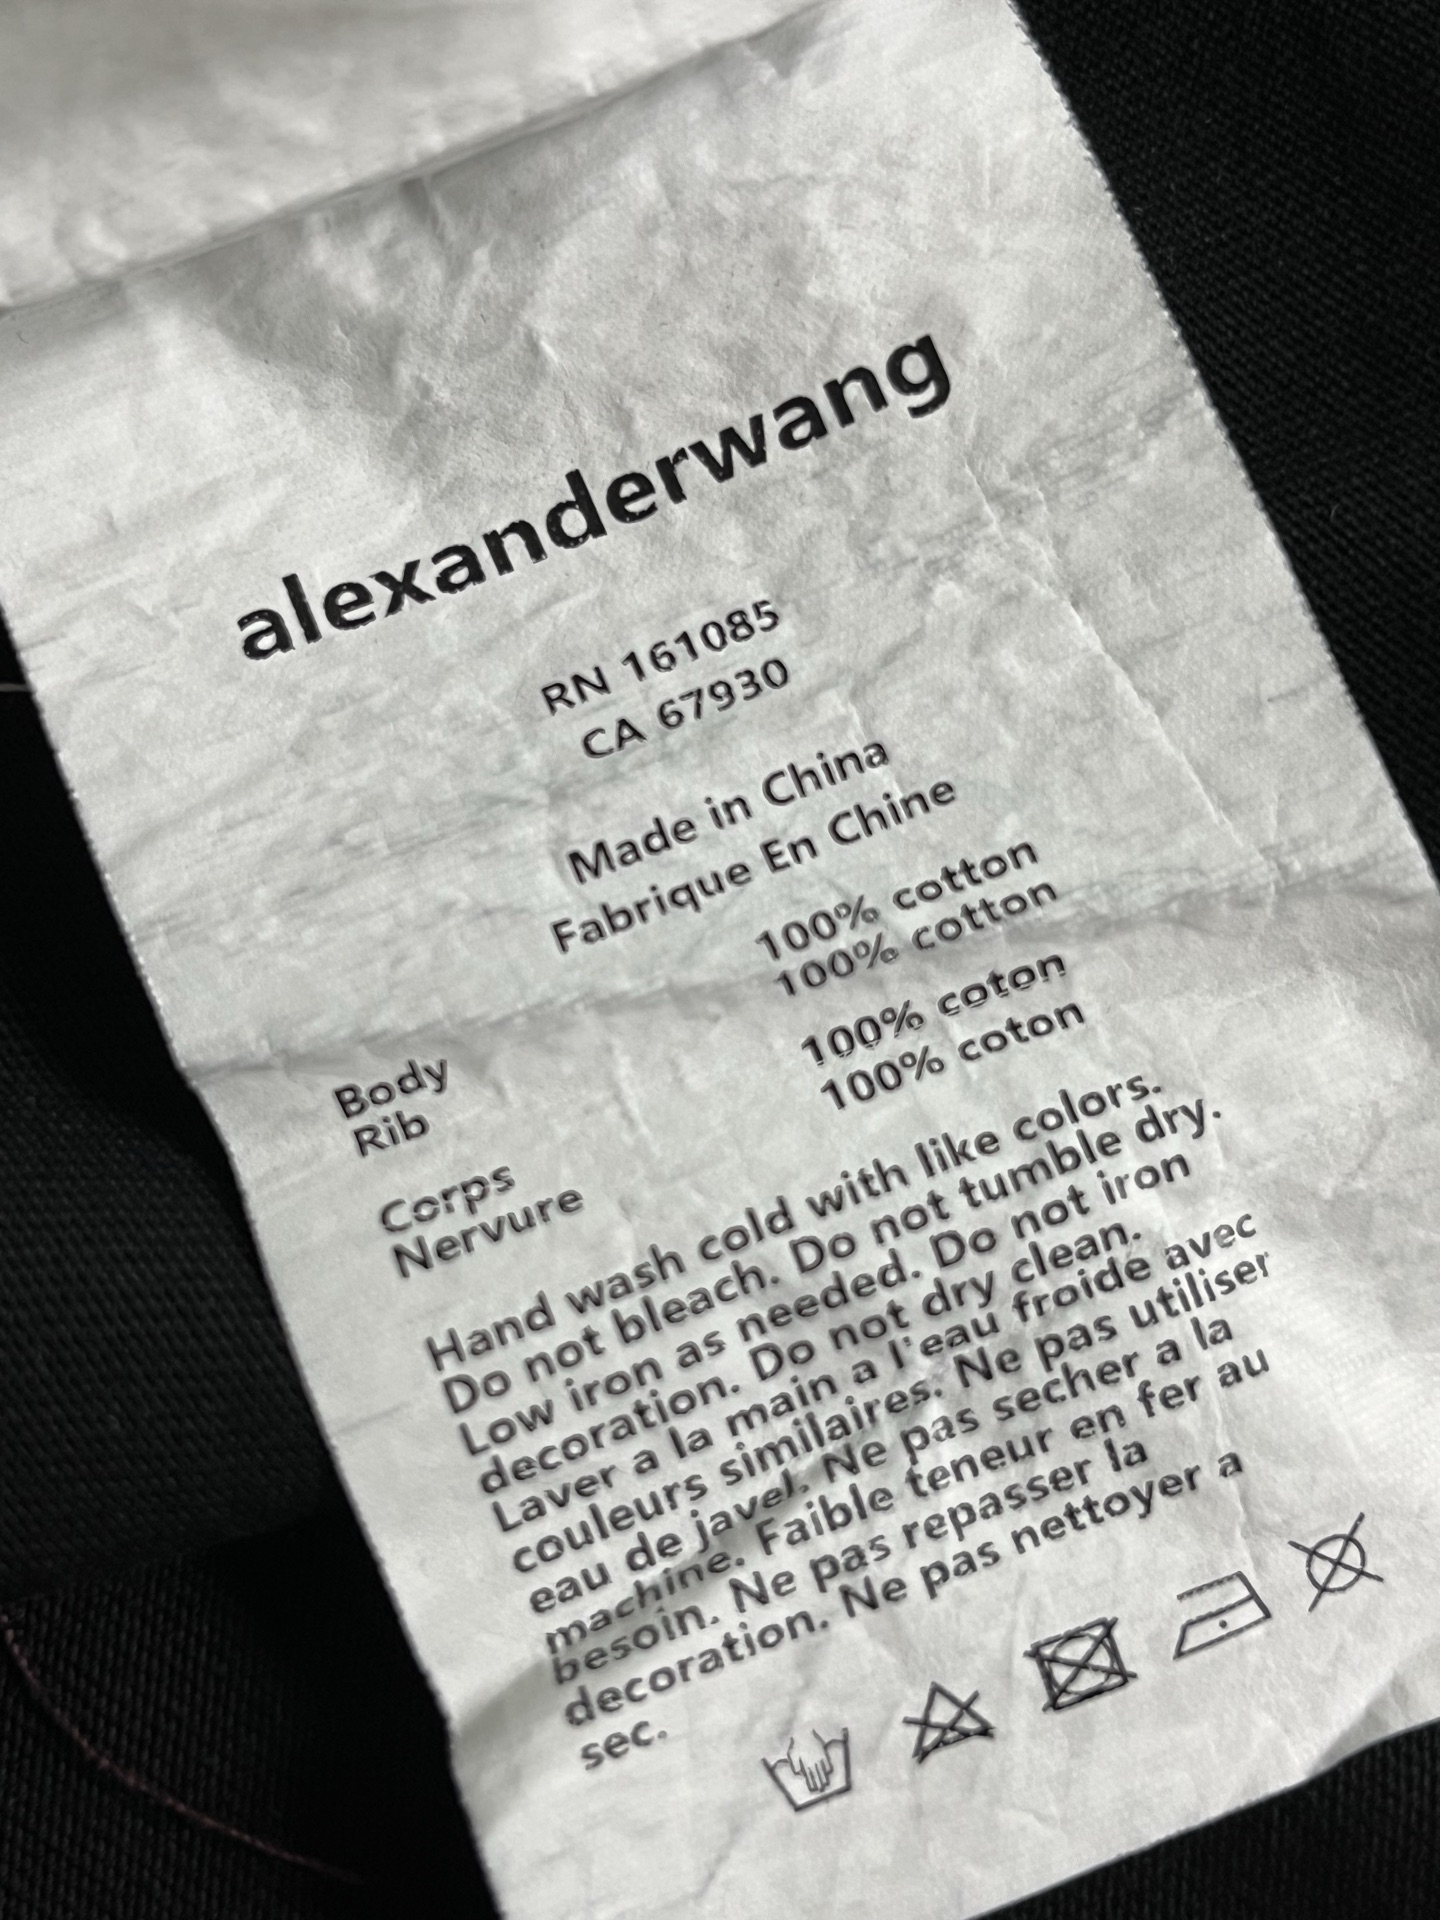 alexanderwang
RN 161085
CA 67930
Made in China
Fabrique En Chine
Body 100% cotton
Rib 100% cotton
Corps 100% coton
Nervure 100% coton
Hand wash cold with like colors.
Do not bleach. Do not tumble dry.
Low iron as needed. Do not iron
decoration. Do not dry clean.
Laver a la main a l'eau froide avec
couleurs similaires. Ne pas utiliser
eau de javel. Ne pas secher a la
machine. Faible teneur en fer au
besoin. Ne pas repasser la
decoration. Ne pas nettoyer a
sec.